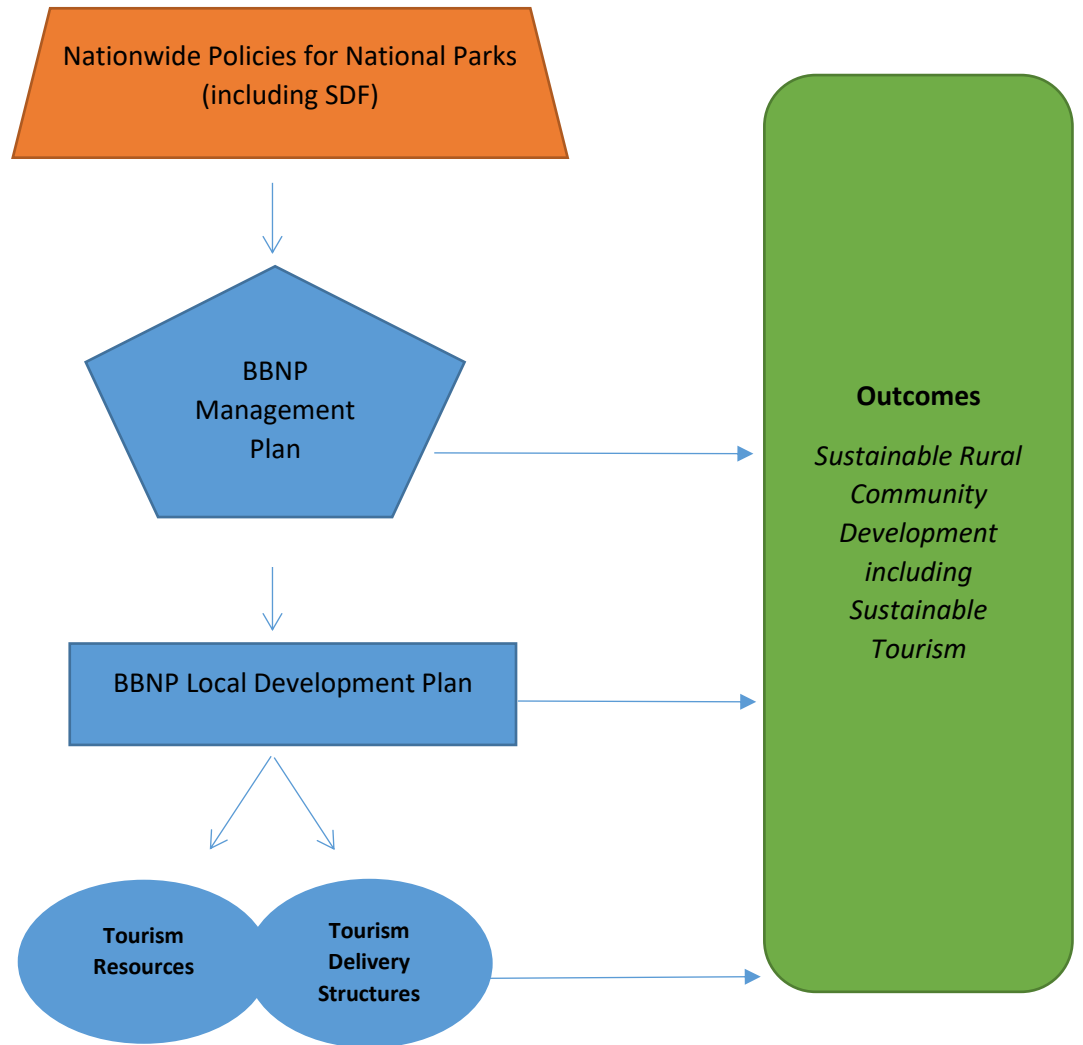 Nationwide Policies for National Parks
(including SDF)
BBNP
Management
Plan
BBNP Local Development Plan
Tourism
Resources
Tourism
Delivery
Structures
Outcomes
Sustainable Rural
Community
Development
including
Sustainable
Tourism